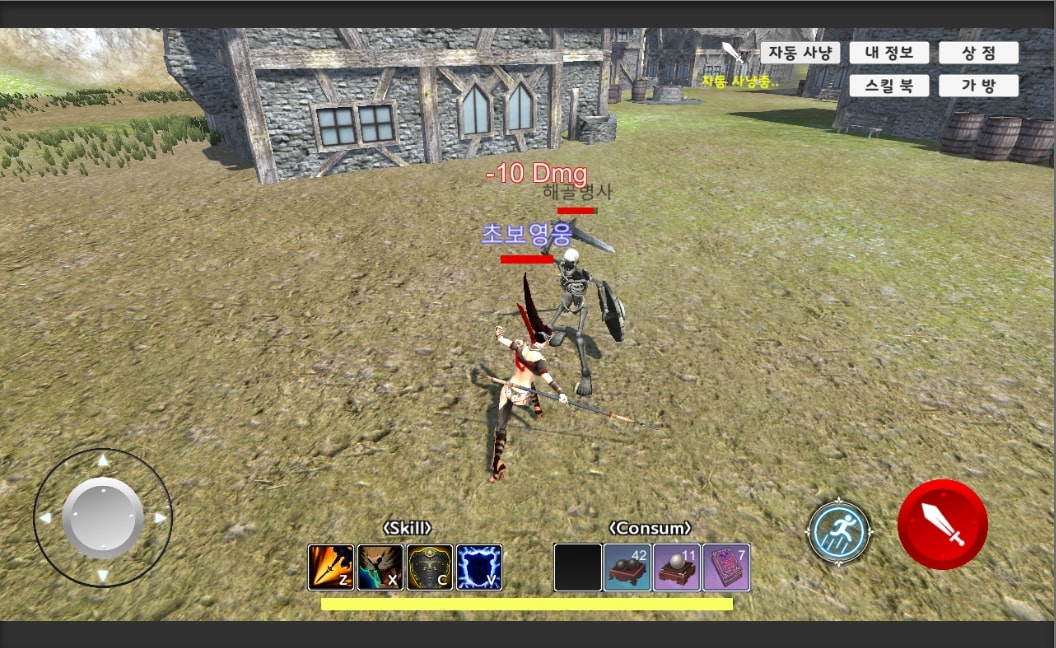 자동 사냥
내 정보
상 점
자동 사냥중..
스킬 북
가 방
-10 Dmg
해골병사
초보영웅
<Skill>
<Consum>
Z
X
C
V
42
11
7